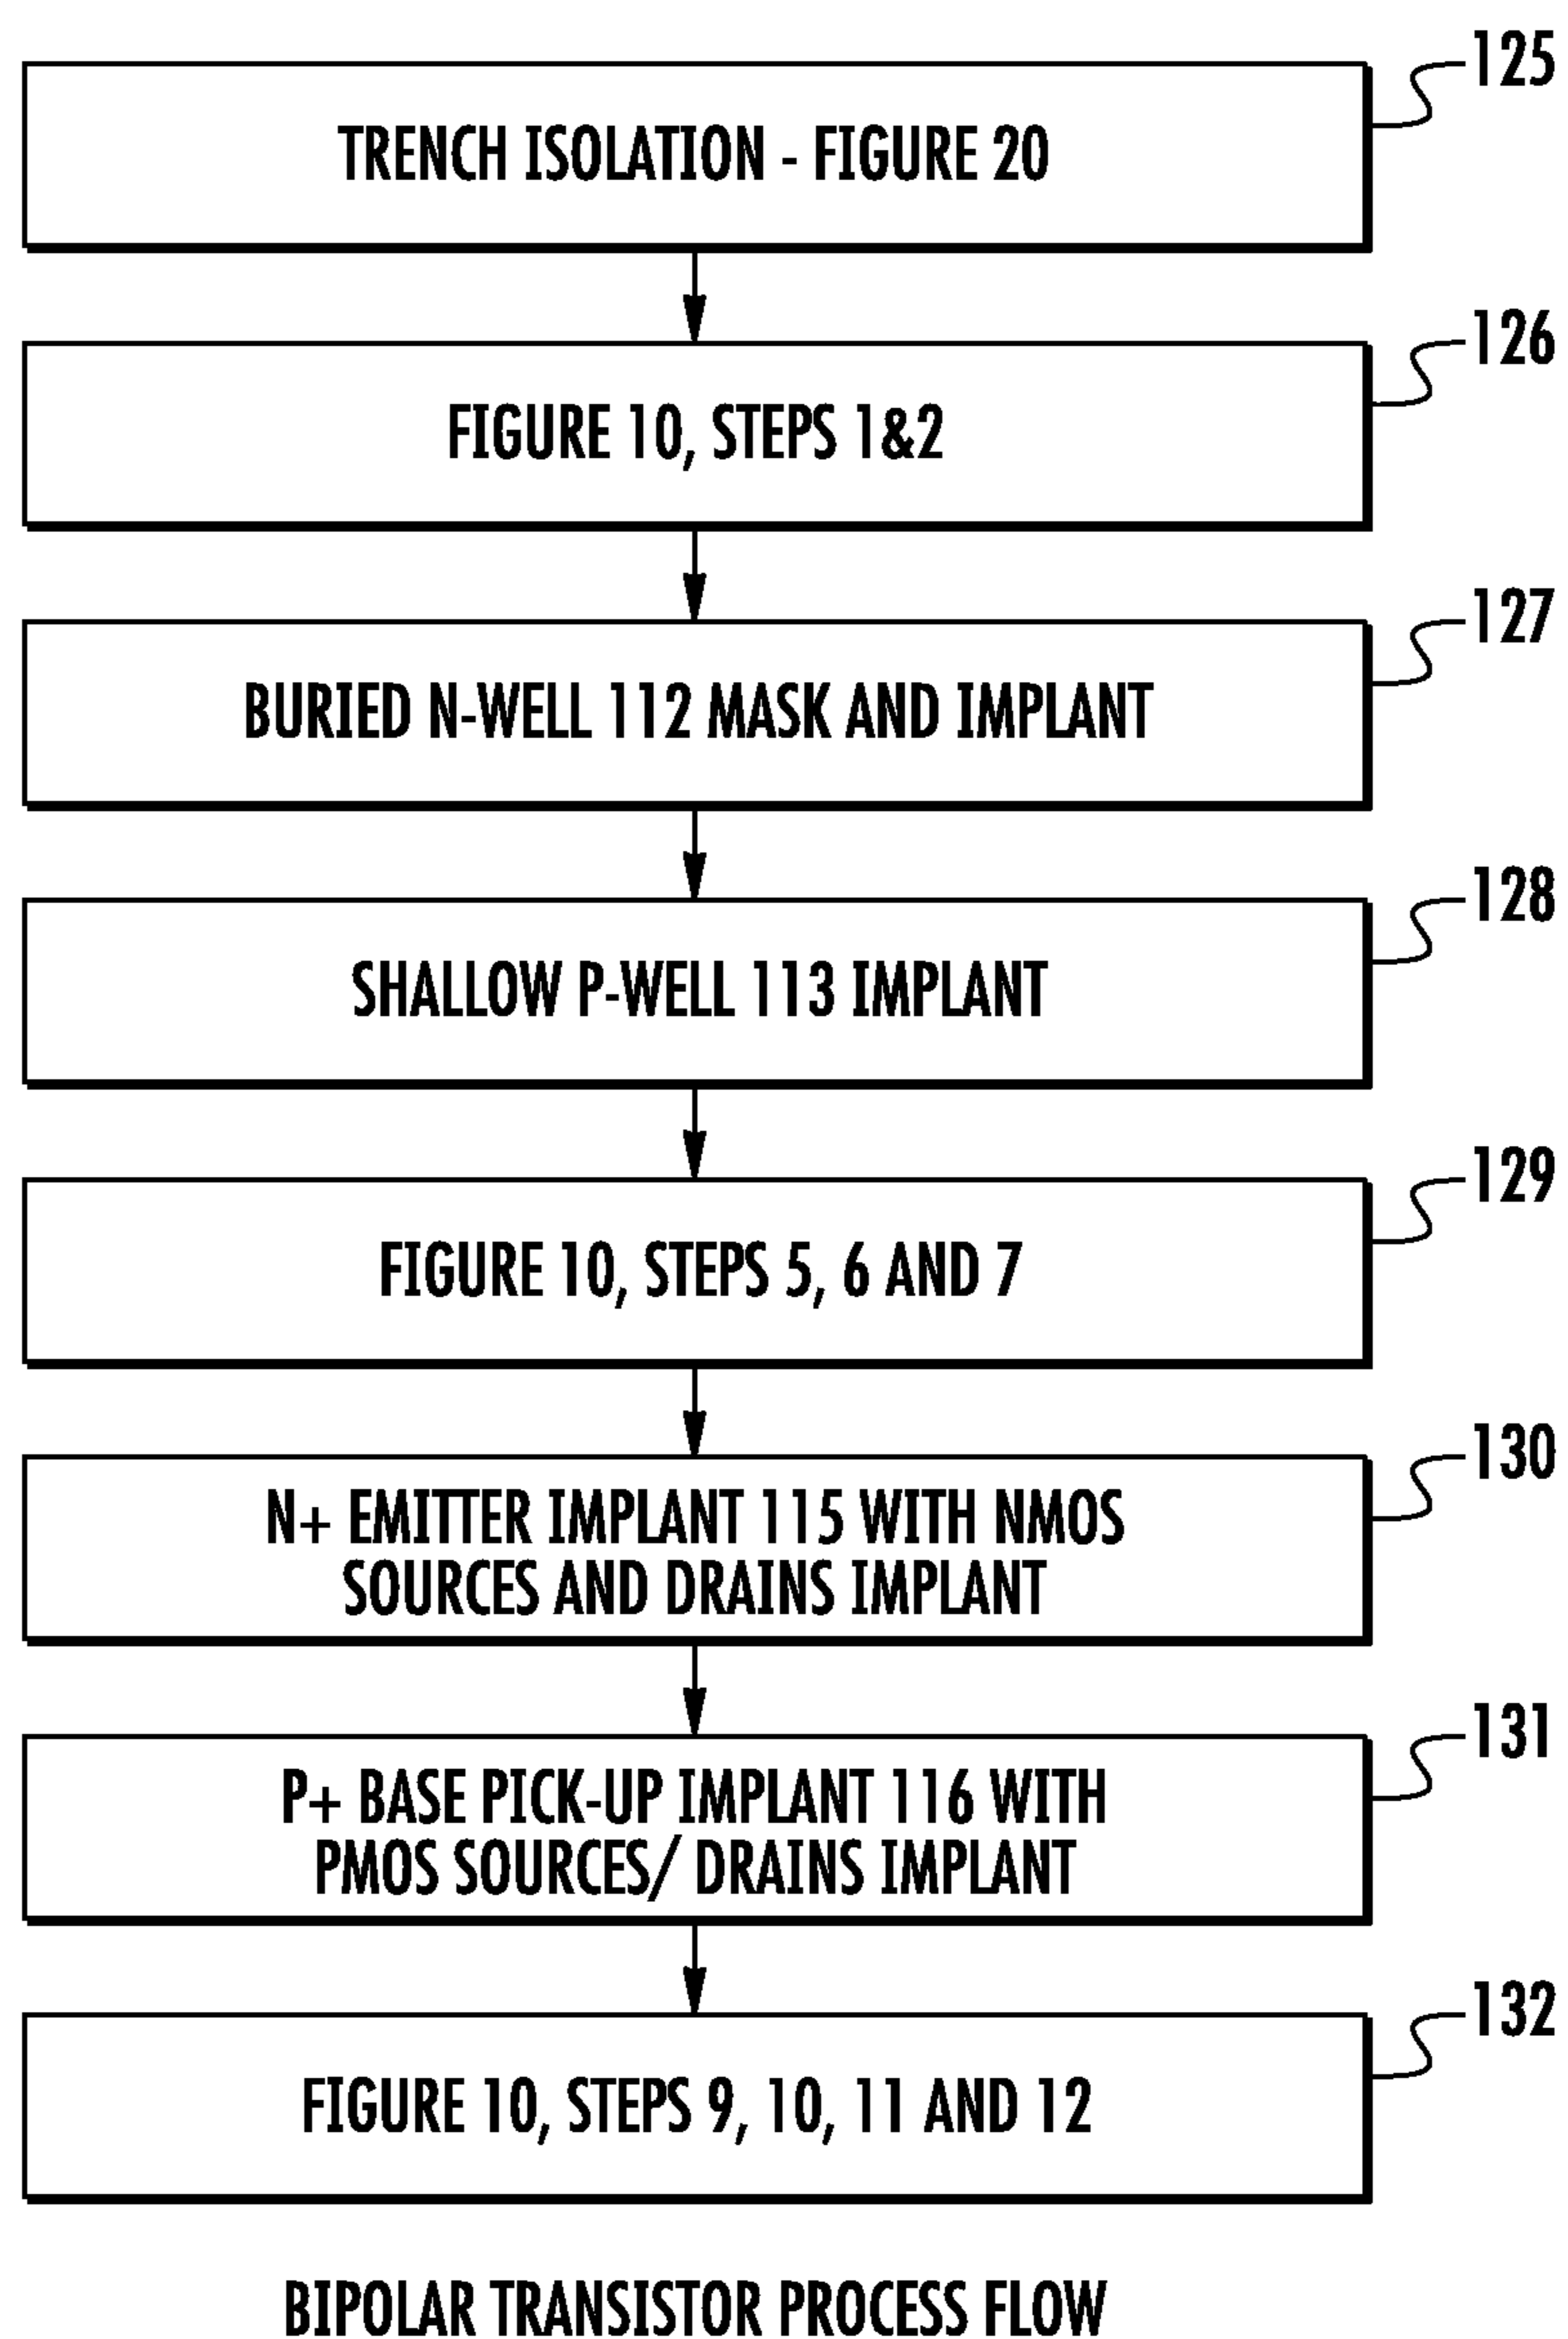 125
TRENCH ISOLATION - FIGURE 20
126
FIGURE 10, STEPS 1&2
127
BURIED N-WELL 112 MASK AND IMPLANT
128
SHALLOW P-WELL 113 IMPLANT
129
FIGURE 10, STEPS 5, 6 AND 7
130
N+ EMITTER IMPLANT 115 WITH NMOS
SOURCES AND DRAINS IMPLANT
131
P+ BASE PICK-UP IMPLANT 116 WITH
PMOS SOURCES/ DRAINS IMPLANT
132
FIGURE 10, STEPS 9, 10, 11 AND 12
BIPOLAR TRANSISTOR PROCESS FLOW